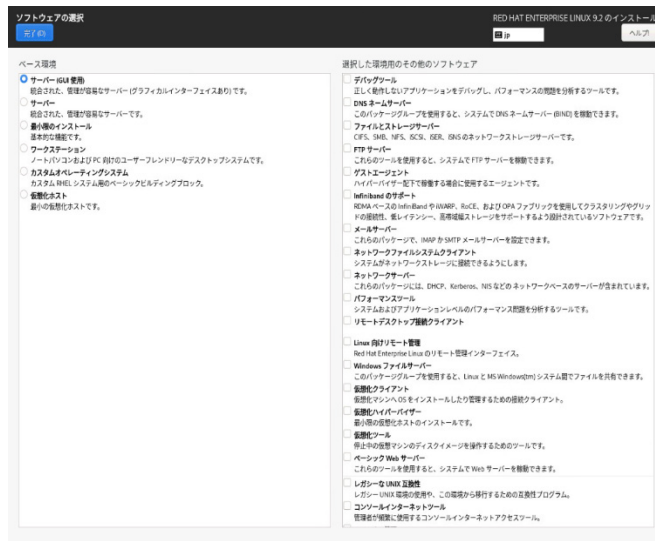 ソフトウェアの選択
RED HAT ENTERPRISE LINUX 9.2 のインストール
完了(D)
jp
ヘルプ!
ベース環境
サーバー (GUI 使用)
統合された、管理が容易なサーバー (グラフィカルインターフェイスあり) です。
サーバー
統合された、管理が容易なサーバーです。
最小限のインストール
基本的な機能です。
ワークステーション
ノートパソコンおよび PC 向けのユーザーフレンドリーなデスクトップシステムです。
カスタムオペレーティングシステム
カスタム RHEL システム用のベーシックビルディングブロック。
仮想化ホスト
最小の仮想化ホストです。
選択した環境用のその他のソフトウェア
デバッグツール
正しく動作しないアプリケーションをデバッグし、パフォーマンスの問題を分析するツールです。
DNS ネームサーバー
このパッケージグループを使用すると、システムで DNS ネームサーバー (BIND) を稼動できます。
ファイルとストレージサーバー
CIFS、SMB、NFS、iSCSI、iSER、iSNS のネットワークストレージサーバーです。
FTP サーバー
これらのツールを使用すると、システムで FTP サーバーを稼動できます。
ゲストエージェント
ハイパーバイザー配下で稼働する場合に使用するエージェントです。
Infiniband のサポート
RDMA ベースの InfiniBand や iWARP、RoCE、および OPA ファブリックを使用してクラスタリングやグリッ
ドの接続性、低レイテンシー、高帯域幅ストレージをサポートするよう設計されているソフトウェアです。
メールサーバー
これらのパッケージで、IMAP か SMTP メールサーバーを設定できます。
ネットワークファイルシステムクライアント
システムがネットワークストレージに接続できるようにします。
ネットワークサーバー
これらのパッケージには、DHCP、Kerberos、NIS などの ネットワークベースのサーバーが含まれています。
パフォーマンスツール
システムおよびアプリケーションレベルのパフォーマンス問題を分析するツールです。
リモートデスクトップ接続クライアント
Linux 向けリモート管理
Red Hat Enterprise Linux のリモート管理インターフェイス。
Windows ファイルサーバー
このパッケージグループを使用すると、Linux と MS Windows(tm) システム間でファイルを共有できます。
仮想化クライアント
仮想化マシンへ OS をインストールしたり管理するための接続クライアント。
仮想化ハイパーバイザー
最小限の仮想化ホストのインストールです。
仮想化ツール
停止中の仮想マシンのディスクイメージを操作するためのツールです。
ベーシック Web サーバー
これらのツールを使用すると、システムで Web サーバーを稼動できます。
レガシーな UNIX 互換性
レガシー UNIX 環境の使用や、この環境から移行するための互換性プログラム。
コンソールインターネットツール
管理者が頻繁に使用するコンソールインターネットアクセスツール。